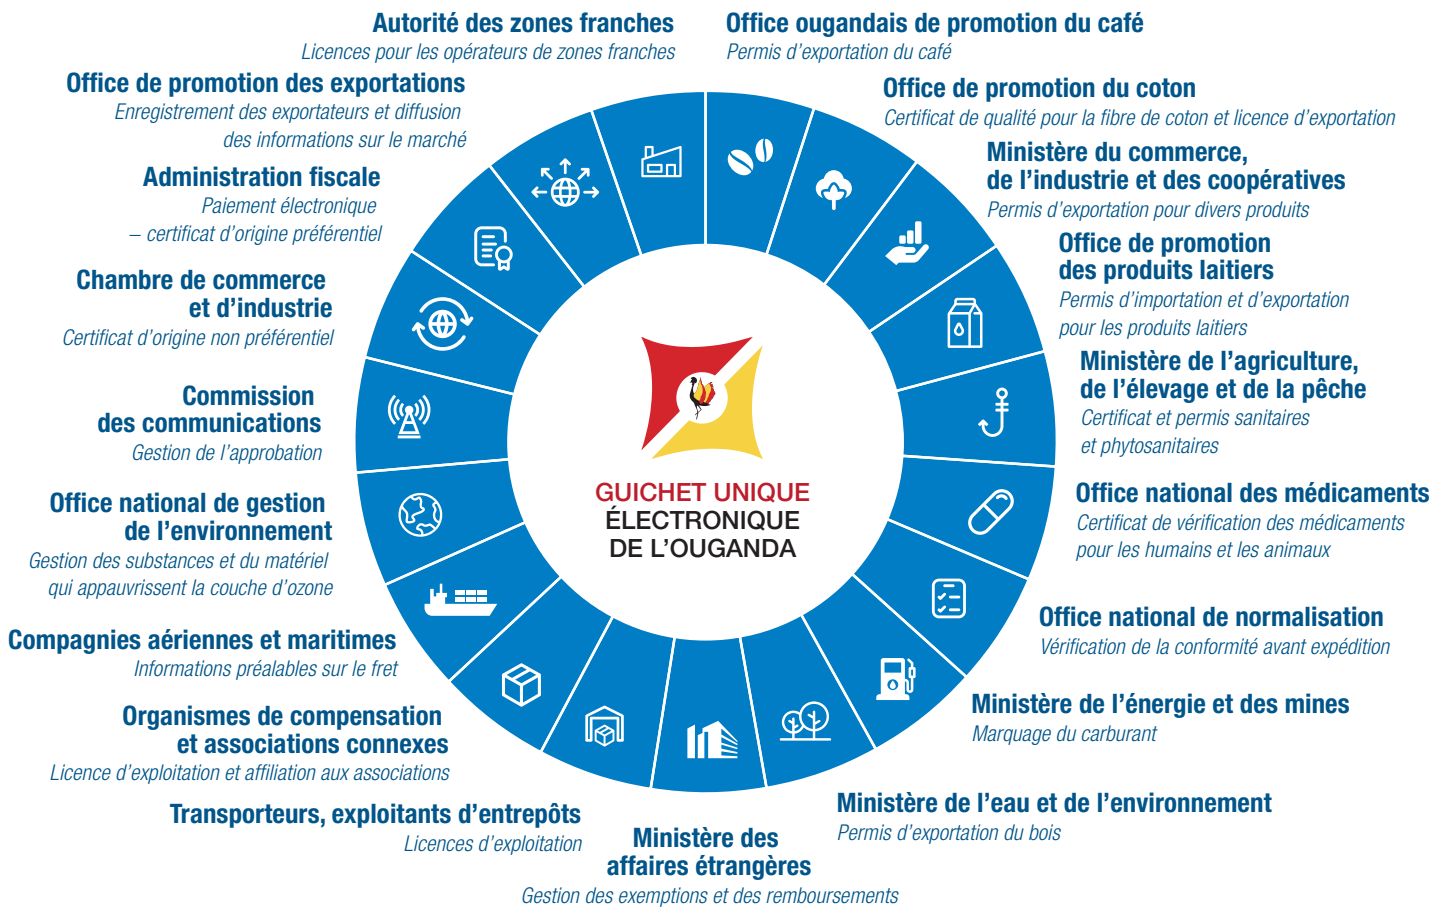 Autorité des zones franches
Licences pour les opérateurs de zones franches
Office ougandais de promotion du café
Permis d’exportation du café
Office de promotion du coton
Certificat de qualité pour la fibre de coton et licence d’exportation
Ministère du commerce,
de l’industrie et des coopératives
Permis d’exportation pour divers produits
Office de promotion
des produits laitiers
Permis d’importation et d’exportation
pour les produits laitiers
Ministère de l’agriculture,
de l’élevage et de la pêche
Certificat et permis sanitaires
et phytosanitaires
Office national des médicaments
Certificat de vérification des médicaments
pour les humains et les animaux
Office national de normalisation
Vérification de la conformité avant expédition
Ministère de l’énergie et des mines
Marquage du carburant
Ministère de l’eau et de l’environnement
Permis d’exportation du bois
Ministère des
affaires étrangères
Gestion des exemptions et des remboursements
Transporteurs, exploitants d’entrepôts
Licences d’exploitation
Organismes de compensation
et associations connexes
Licence d’exploitation et affiliation aux associations
Compagnies aériennes et maritimes
Informations préalables sur le fret
Office national de gestion
de l’environnement
Gestion des substances et du matériel
qui appauvrissent la couche d’ozone
Commission
des communications
Gestion de l’approbation
Chambre de commerce
et d’industrie
Certificat d’origine non préférentiel
Administration fiscale
Paiement électronique
– certificat d’origine préférentiel
Office de promotion des exportations
Enregistrement des exportateurs et diffusion
des informations sur le marché
GUICHET UNIQUE
ÉLECTRONIQUE
DE L’OUGANDA